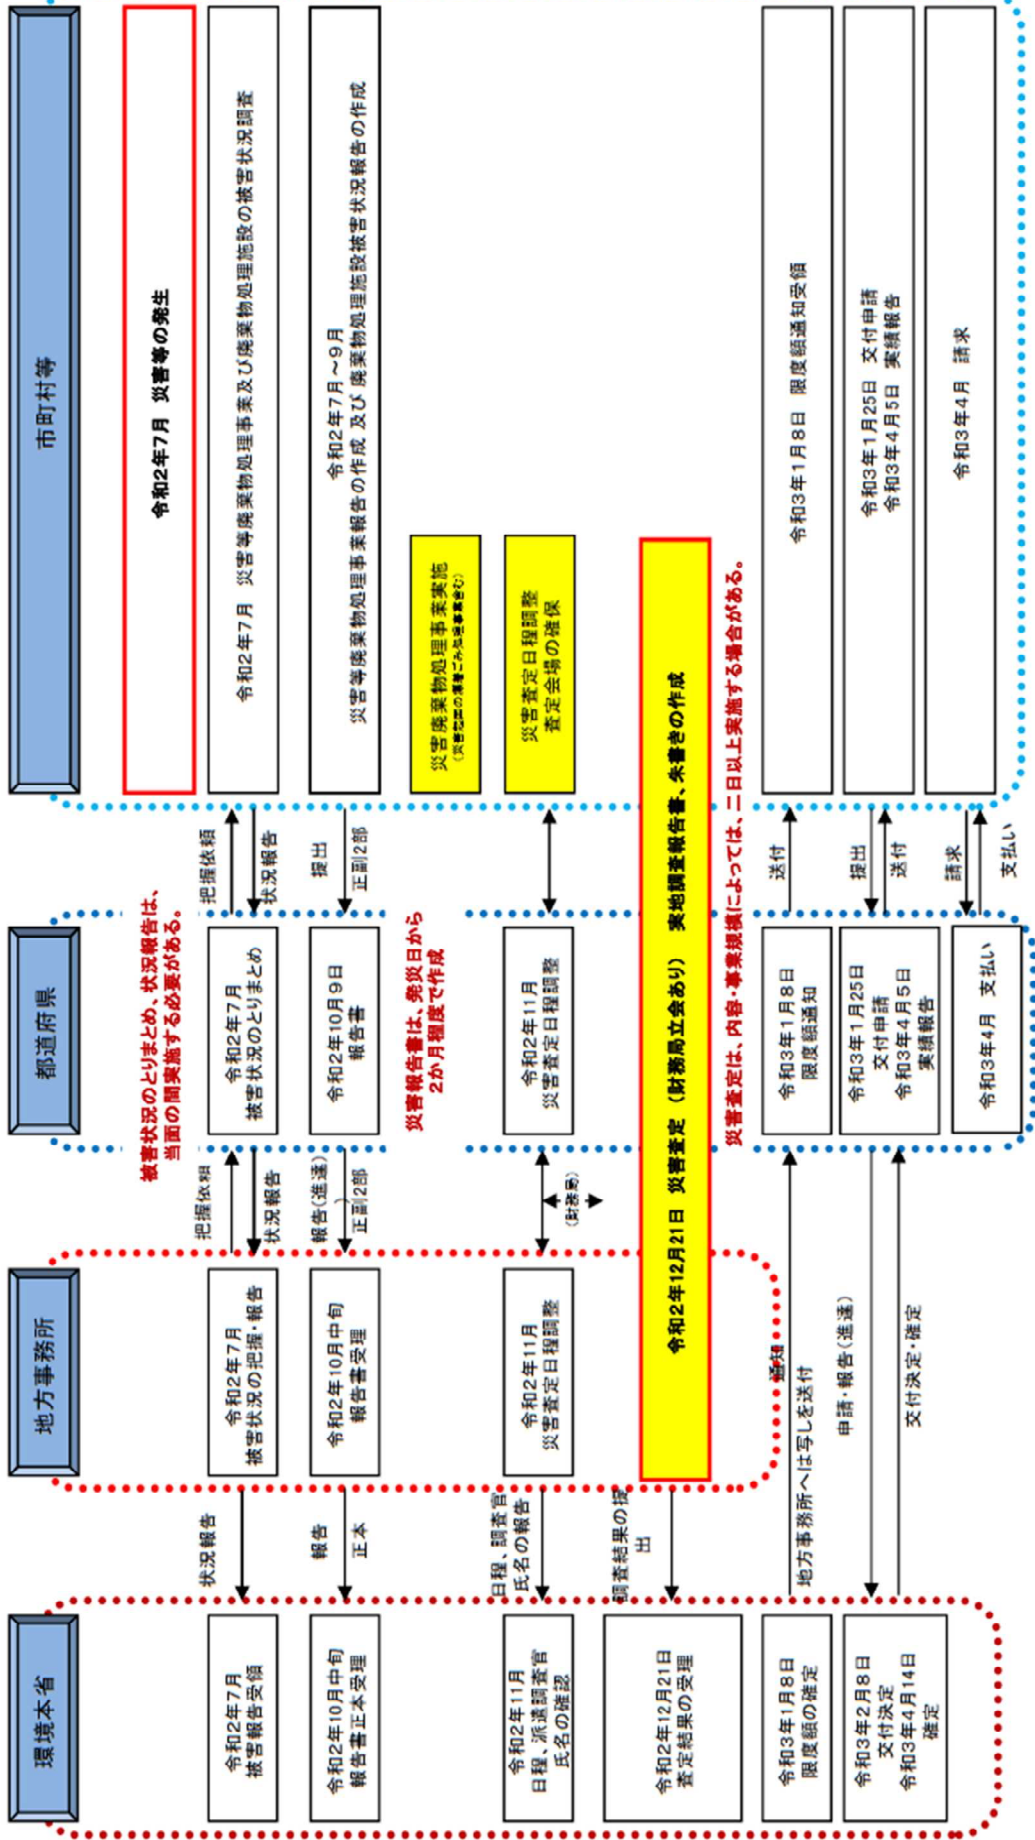 環境本省
地方事務所
都道府県
市町村等
令和2年7月 災害等の発生
被害状況のとりまとめ、状況報告は、
当面の間実施する必要がある。
令和2年7月
被害報告受領
状況報告
令和2年7月
被害状況の把握・報告
把握依頼
状況報告
令和2年7月
被害状況のとりまとめ
把握依頼
状況報告
令和2年7月 災害等廃棄物処理事業及び廃棄物処理施設の被害状況調査
令和2年10月中旬
報告書正本受理
報告
正本
令和2年10月中旬
報告書受理
報告(進達)
正副2部
令和2年10月9日
報告書
提出
正副2部
令和2年7月~9月
災害等廃棄物処理事業報告の作成 及び 廃棄物処理施設被害状況報告の作成
災害報告書は、発災日から
2か月程度で作成
災害廃棄物処理事業実施
令和2年11月
日程、派遣調査官
氏名の確認
日程、調査官
氏名の報告
令和2年11月
災害査定日程調整
(財務局)
令和2年11月
災害査定日程調整
災害査定日程調整
査定会場の確保
令和2年12月21日
査定結果の受理
調査結果の提
出
令和2年12月21日 災害査定 (財務局立会あり) 実地調査報告書、朱書きの作成
災害査定は、内容・事業規模によっては、二日以上実施する場合がある。
令和3年1月8日
限度額の確定
通知
地方事務所へは写しを送付
令和3年1月8日
限度額通知
送付
令和3年1月8日 限度額通知受領
令和3年2月8日
交付決定
令和3年4月14日
確定
申請・報告(進達)
交付決定・確定
令和3年1月25日
交付申請
令和3年4月5日
実績報告
提出
送付
令和3年1月25日 交付申請
令和3年4月5日 実績報告
令和3年4月 支払い
請求
支払い
令和3年4月 請求